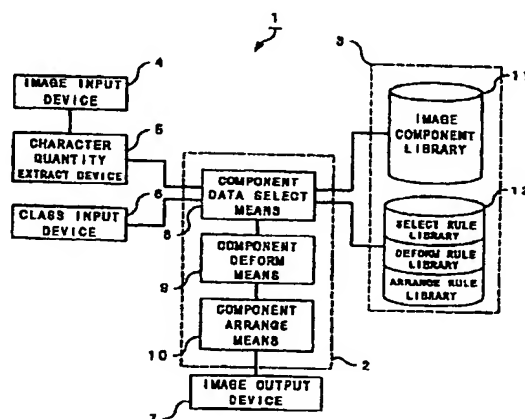 1
4
IMAGE INPUT
DEVICE
5
CHARACTER
QUANTITY
EXTRACT DEVICE
6
CLASS INPUT
DEVICE
COMPONENT
DATA SELECT
MEANS
8
COMPONENT
DEFORM
MEANS
9
COMPONENT
ARRANGE
MEANS
10
2
IMAGE OUTPUT
DEVICE
7
3
11
IMAGE
COMPONENT
LIBRARY
12
SELECT RULE
LIBRARY
DEFORM RULE
LIBRARY
ARRANGE RULE
LIBRARY